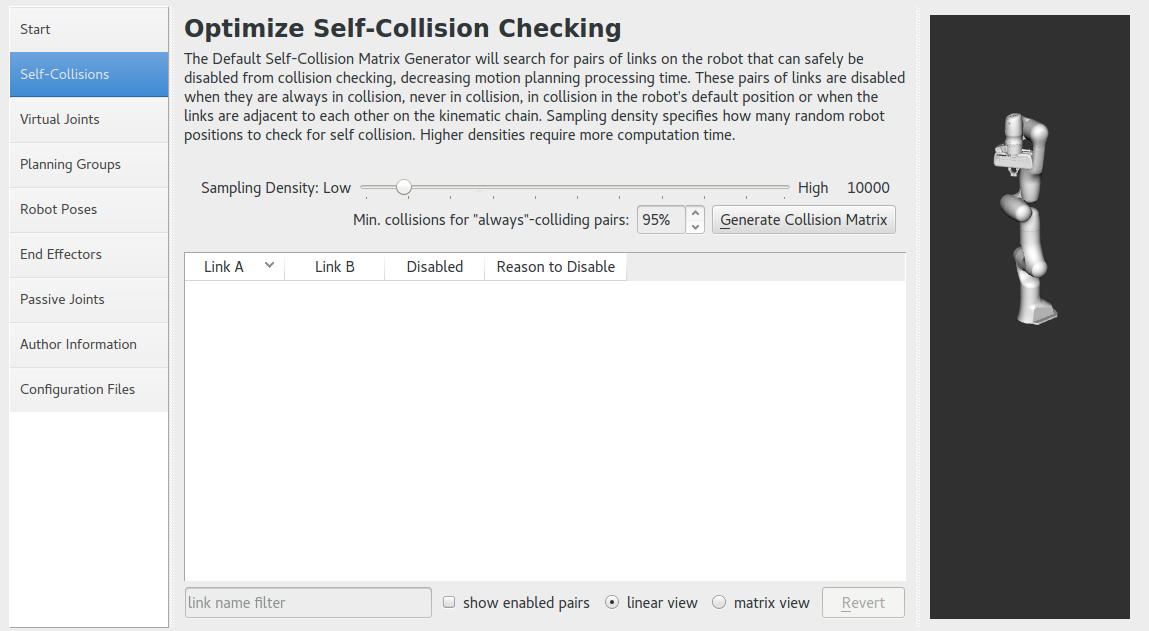 Start
Self-Collisions
Virtual Joints
Planning Groups
Robot Poses
End Effectors
Passive Joints
Author Information
Configuration Files
Optimize Self-Collision Checking
The Default Self-Collision Matrix Generator will search for pairs of links on the robot that can safely be
disabled from collision checking, decreasing motion planning processing time. These pairs of links are disabled
when they are always in collision, never in collision, in collision in the robot's default position or when the
links are adjacent to each other on the kinematic chain. Sampling density specifies how many random robot
positions to check for self collision. Higher densities require more computation time.
Sampling Density: Low High 10000
Min. collisions for "always"-colliding pairs: 95% Generate Collision Matrix
Link A Link B Disabled Reason to Disable
link name filter show enabled pairs linear view matrix view Revert